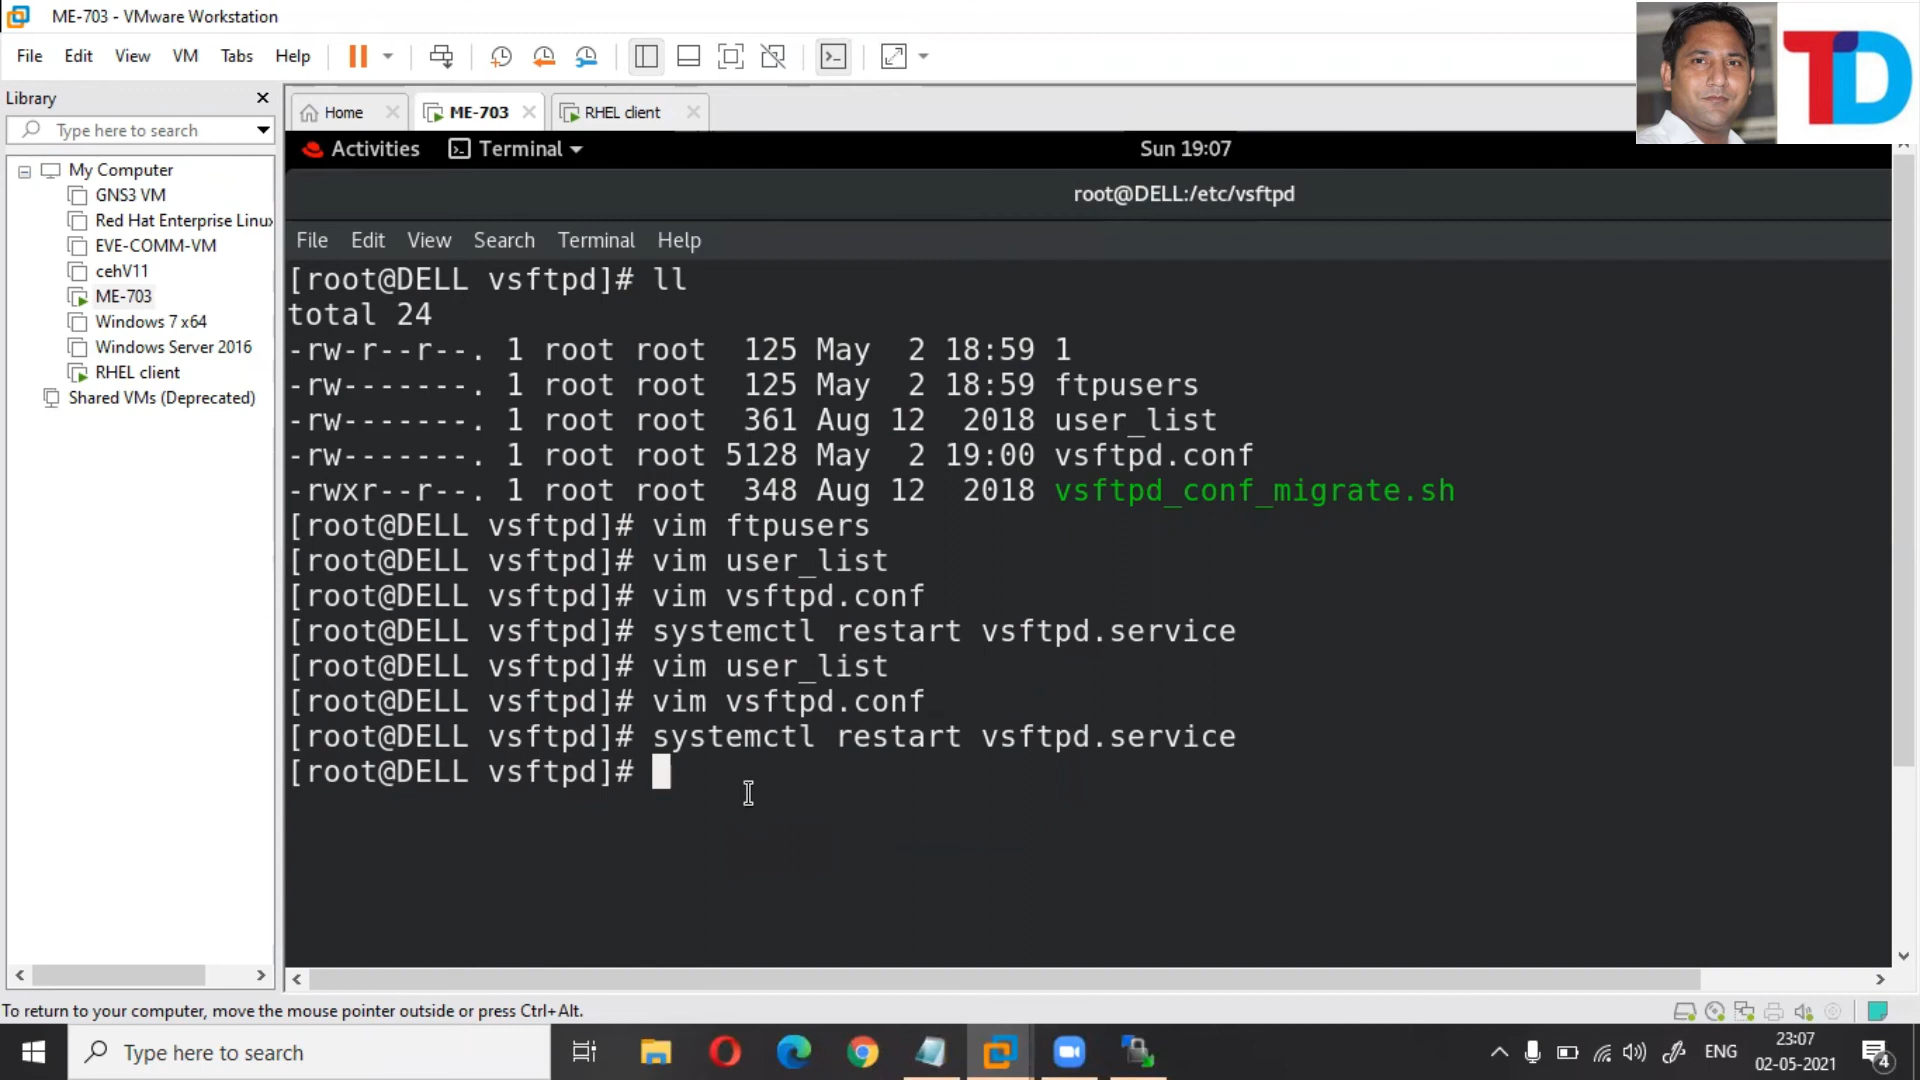 ME-703 - VMware Workstation
File Edit View VM Tabs Help
Library
Type here to search
My Computer
GNS3 VM
Red Hat Enterprise Linux
EVE-COMM-VM
cehV11
ME-703
Windows 7 x64
Windows Server 2016
RHEL client
Shared VMs (Deprecated)
Home ME-703 RHEL client
Activities Terminal Sun 19:07
root@DELL:/etc/vsftpd
File Edit View Search Terminal Help
[root@DELL vsftpd]# ll
total 24
-rw-r--r--. 1 root root 125 May 2 18:59 1
-rw-------. 1 root root 125 May 2 18:59 ftpusers
-rw-------. 1 root root 361 Aug 12 2018 user_list
-rw-------. 1 root root 5128 May 2 19:00 vsftpd.conf
-rwxr--r--. 1 root root 348 Aug 12 2018 vsftpd_conf_migrate.sh
[root@DELL vsftpd]# vim ftpusers
[root@DELL vsftpd]# vim user_list
[root@DELL vsftpd]# vim vsftpd.conf
[root@DELL vsftpd]# systemctl restart vsftpd.service
[root@DELL vsftpd]# vim user_list
[root@DELL vsftpd]# vim vsftpd.conf
[root@DELL vsftpd]# systemctl restart vsftpd.service
[root@DELL vsftpd]#
TD
To return to your computer, move the mouse pointer outside or press Ctrl+Alt.
Type here to search
ENG
23:07
02-05-2021
4